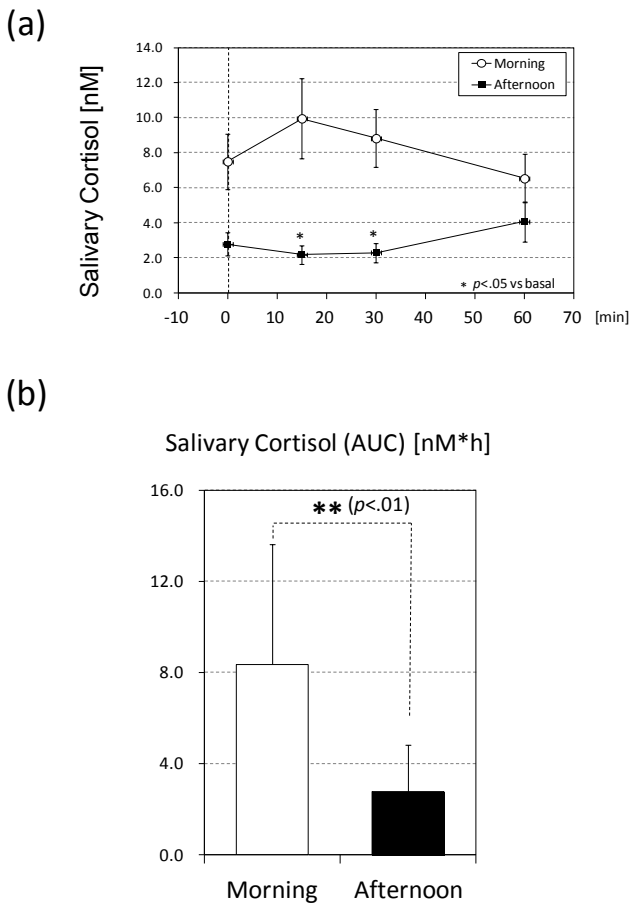 (a)
Salivary Cortisol [nM]
14.0
12.0
10.0
8.0
6.0
4.0
2.0
0.0
Morning
Afternoon
*
*
* p<.05 vs basal
-10 0 10 20 30 40 50 60 70 [min]
(b)
Salivary Cortisol (AUC) [nM*h]
16.0
12.0
8.0
4.0
0.0
** (p<.01)
Morning Afternoon